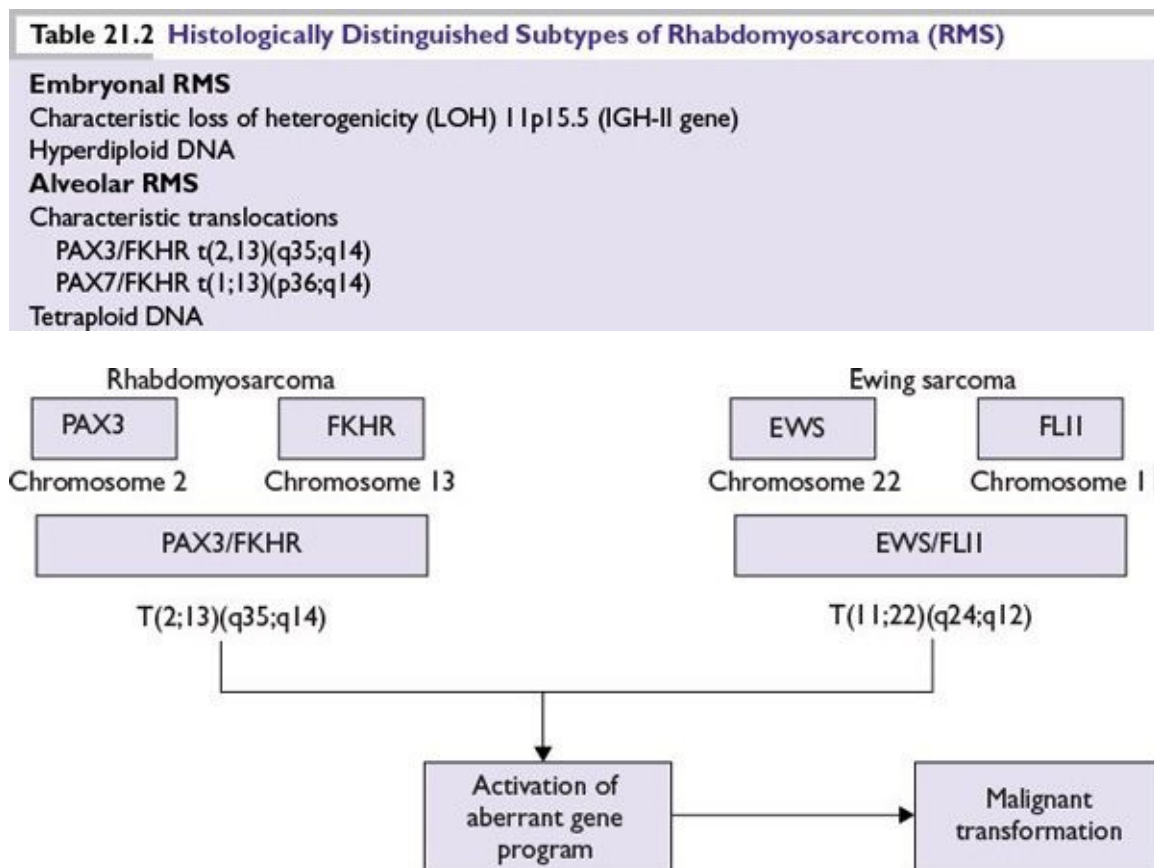 Table 21.2 Histologically Distinguished Subtypes of Rhabdomyosarcoma (RMS)
Embryonal RMS
Characteristic loss of heterogenicity (LOH) 11p15.5 (IGH-II gene)
Hyperdiploid DNA
Alveolar RMS
Characteristic translocations
PAX3/FKHR t(2,13)(q35;q14)
PAX7/FKHR t(1;13)(p36;q14)
Tetraploid DNA
Rhabdomyosarcoma
PAX3
FKHR
Chromosome 2
Chromosome 13
PAX3/FKHR
T(2;13)(q35;q14)
Ewing sarcoma
EWS
FLI1
Chromosome 22
Chromosome 11
EWS/FLI1
T(11;22)(q24;q12)
Activation of
aberrant gene
program
Malignant
transformation